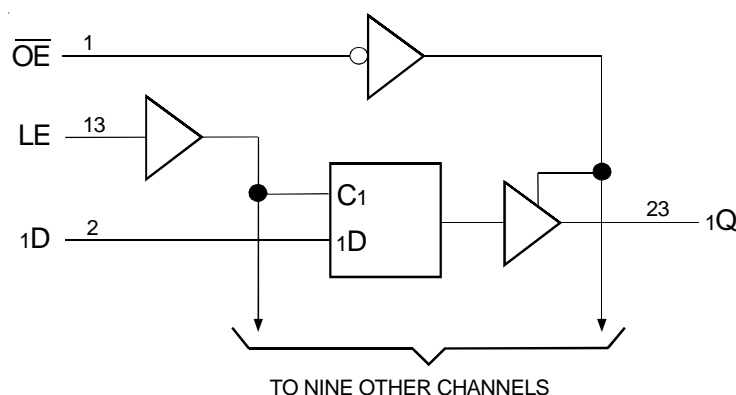 OE 1
LE 13
C1
1D 2 1D
23 1Q
TO NINE OTHER CHANNELS